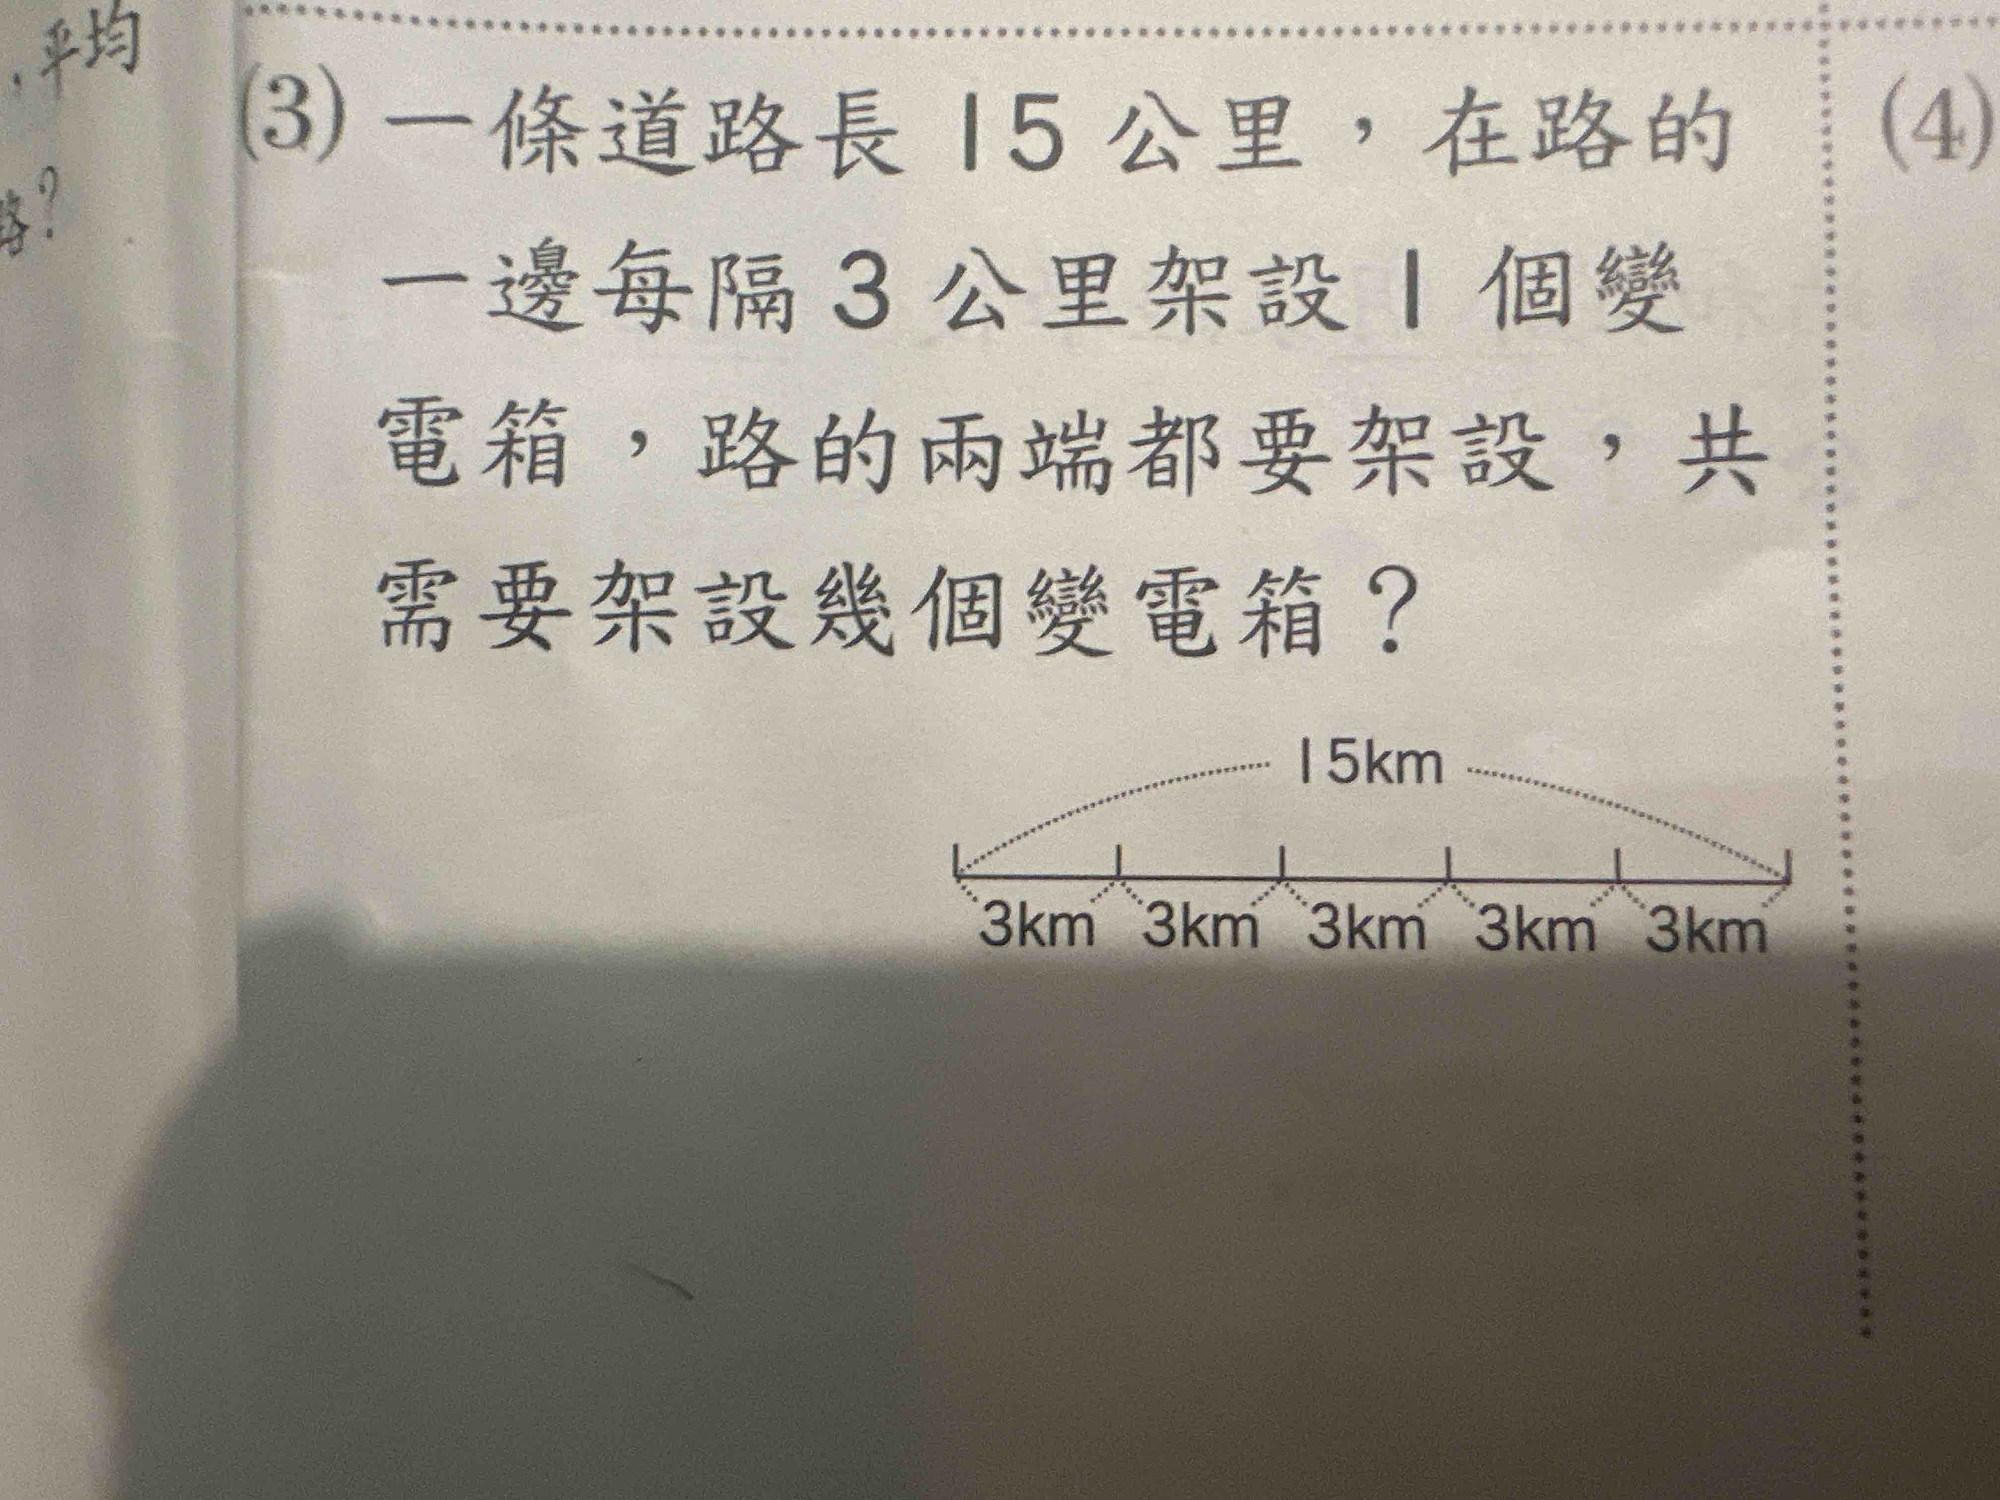 ，平均
路?
(3) 一條道路長 15 公里，在路的
一邊每隔 3 公里架設 1 個變
電箱，路的兩端都要架設，共
需要架設幾個變電箱？
15km
3km 3km 3km 3km 3km
(4)